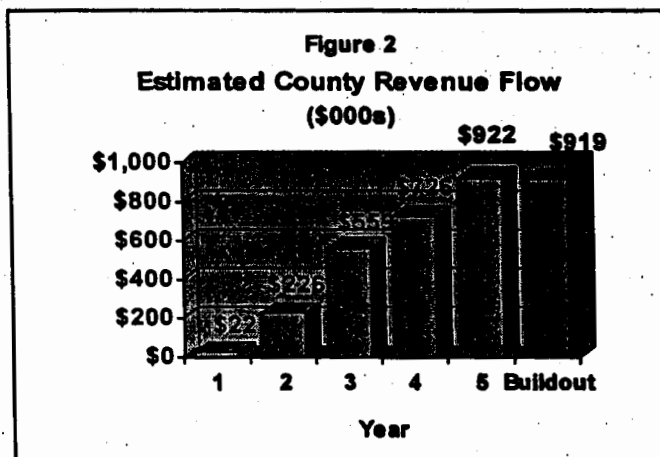 Figure 2
Estimated County Revenue Flow
($000s)
$922 $919
$1,000
$800
$600
$400
$226
$200
$22
$0
1 2 3 4 5 Buildout
Year